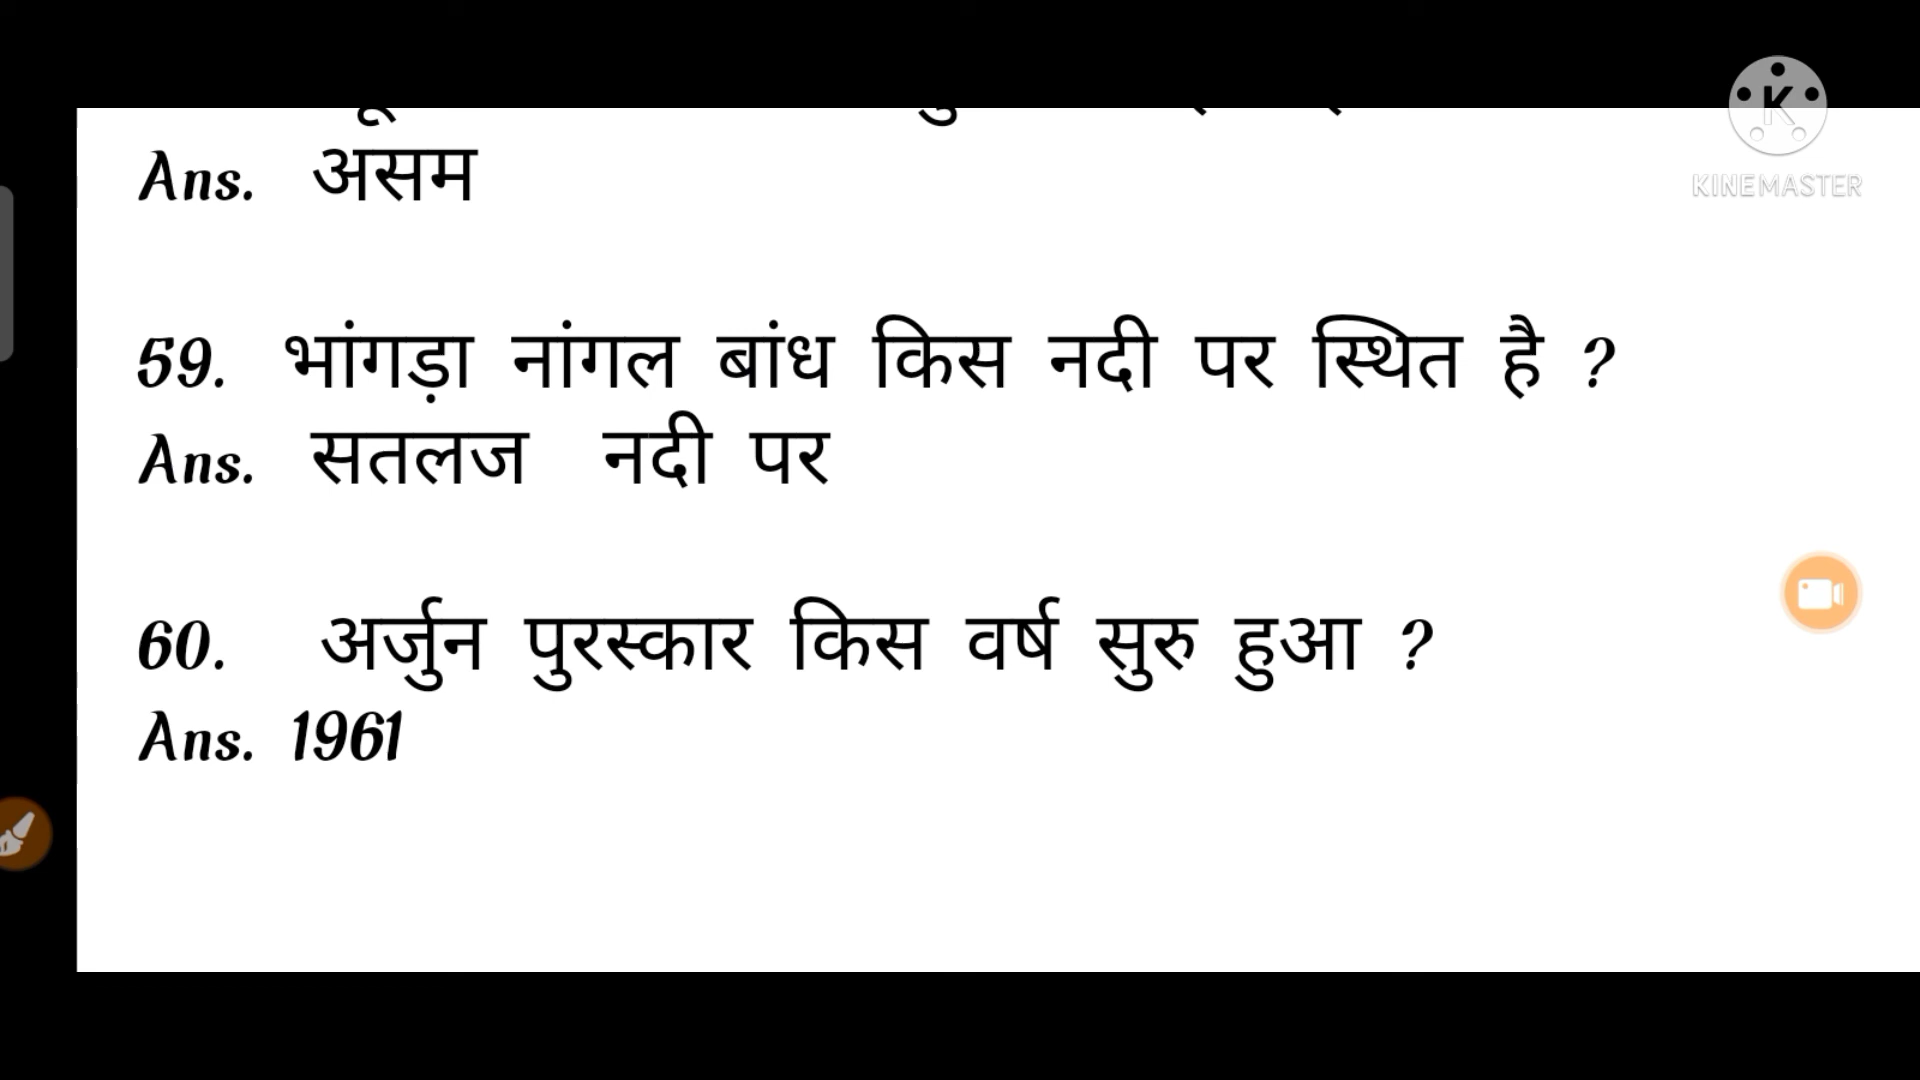 Ans. असम
59. भांगड़ा नांगल बांध किस नदी पर स्थित है ?
Ans. सतलज नदी पर
60. अर्जुन पुरस्कार किस वर्ष सुरु हुआ ?
Ans. 1961
K
KINEMASTER